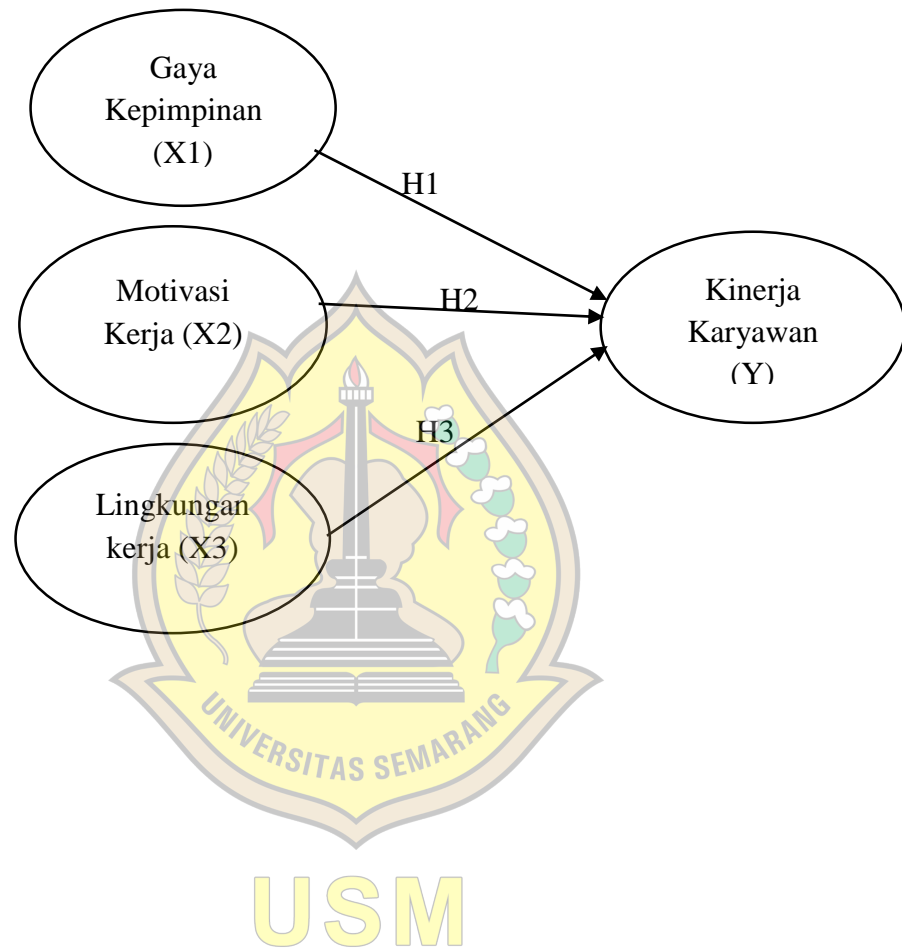 Gaya
Kepimpinan
(X1)
H1
Motivasi
Kerja (X2)
H2
Kinerja
Karyawan
(Y)
H3
Lingkungan
kerja (X3)
UNIVERSITAS SEMARANG
USM